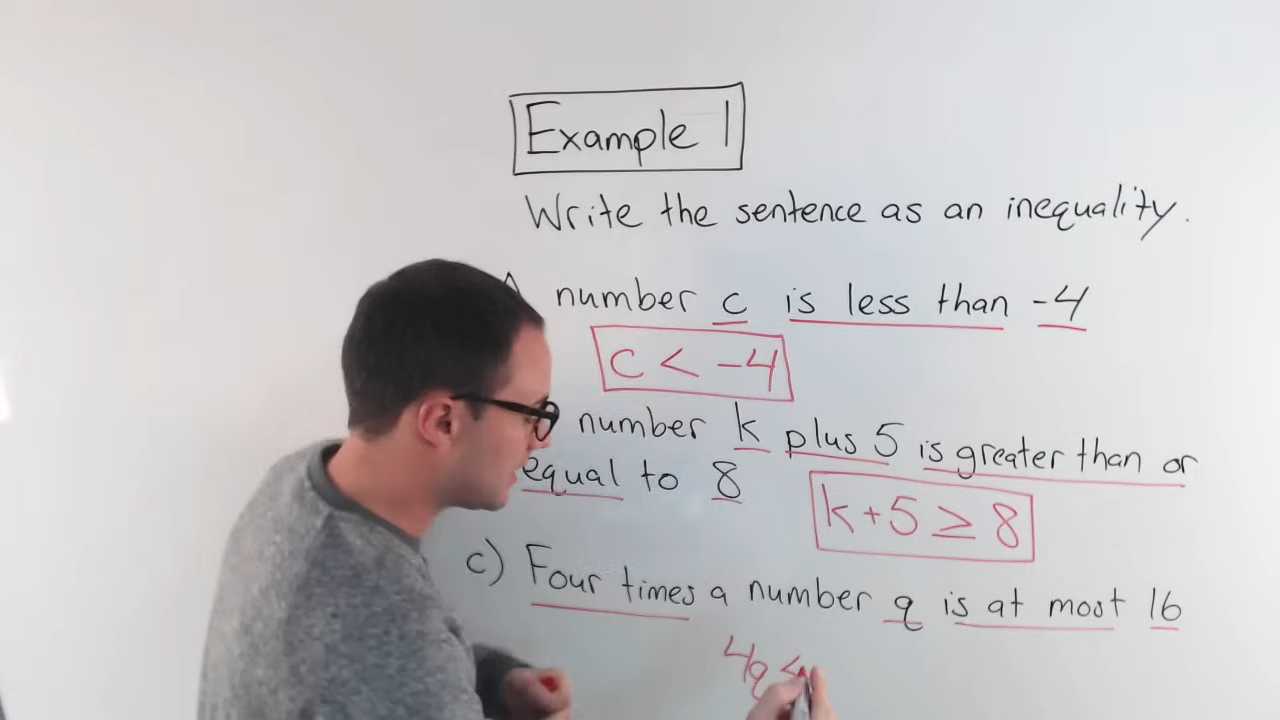 Example 1
Write the sentence as an inequality.
number c is less than -4
c < -4
number k plus 5 is greater than or
equal to 8
k+5 ≥ 8
c) Four times a number q is at most 16
4q